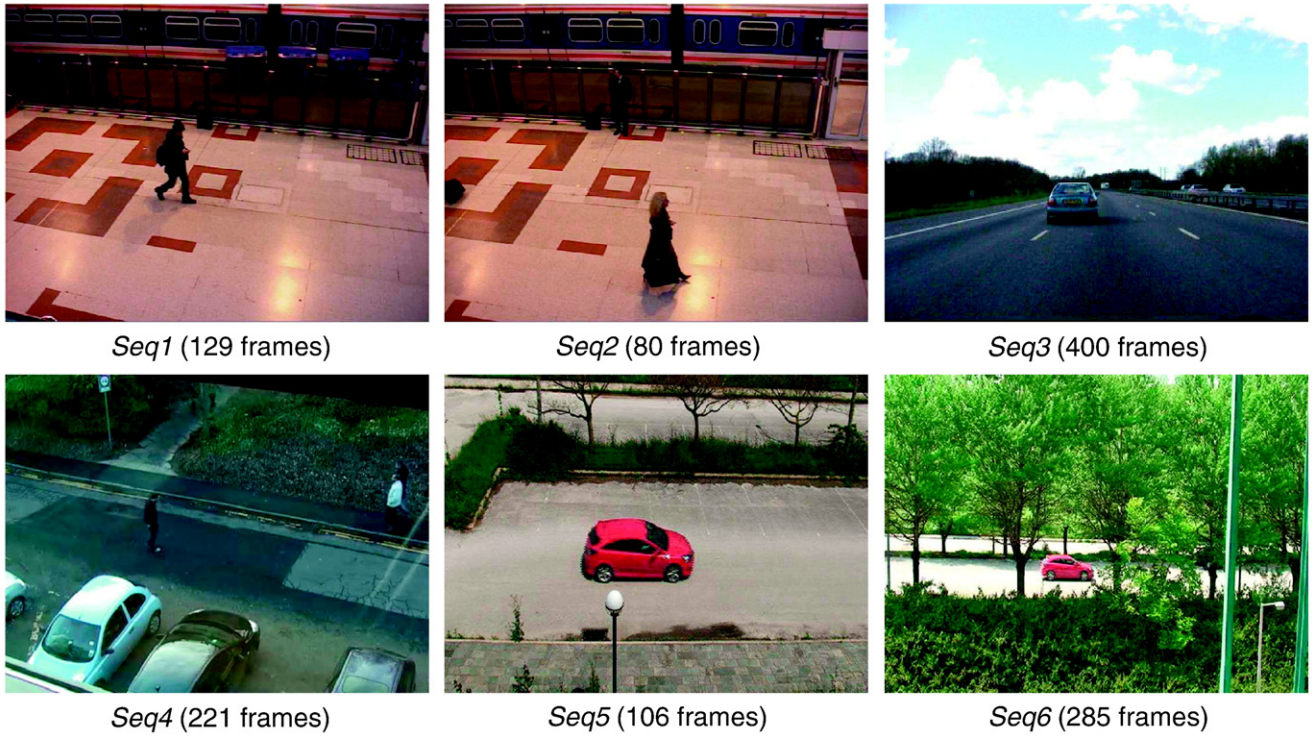 Seq1 (129 frames)
Seq2 (80 frames)
Seq3 (400 frames)
Seq4 (221 frames)
Seq5 (106 frames)
Seq6 (285 frames)